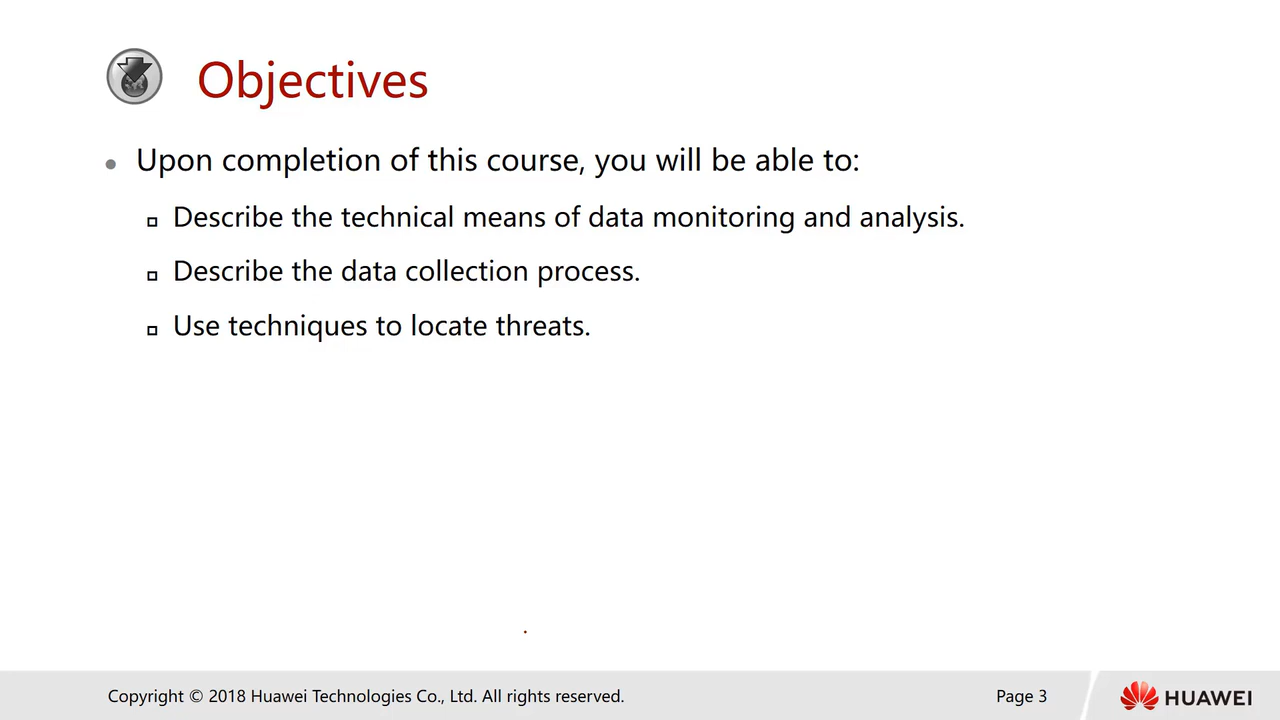 Objectives
Upon completion of this course, you will be able to:
Describe the technical means of data monitoring and analysis.
Describe the data collection process.
Use techniques to locate threats.
Copyright © 2018 Huawei Technologies Co., Ltd. All rights reserved.
Page 3
HUAWEI